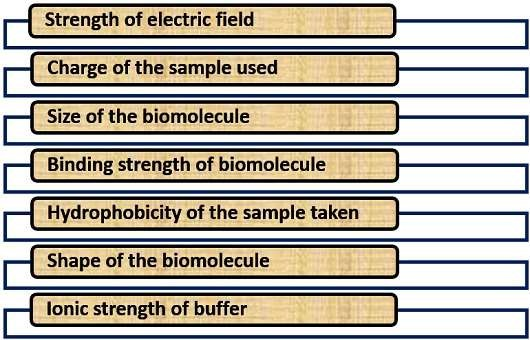 Strength of electric field
Charge of the sample used
Size of the biomolecule
Binding strength of biomolecule
Hydrophobicity of the sample taken
Shape of the biomolecule
Ionic strength of buffer